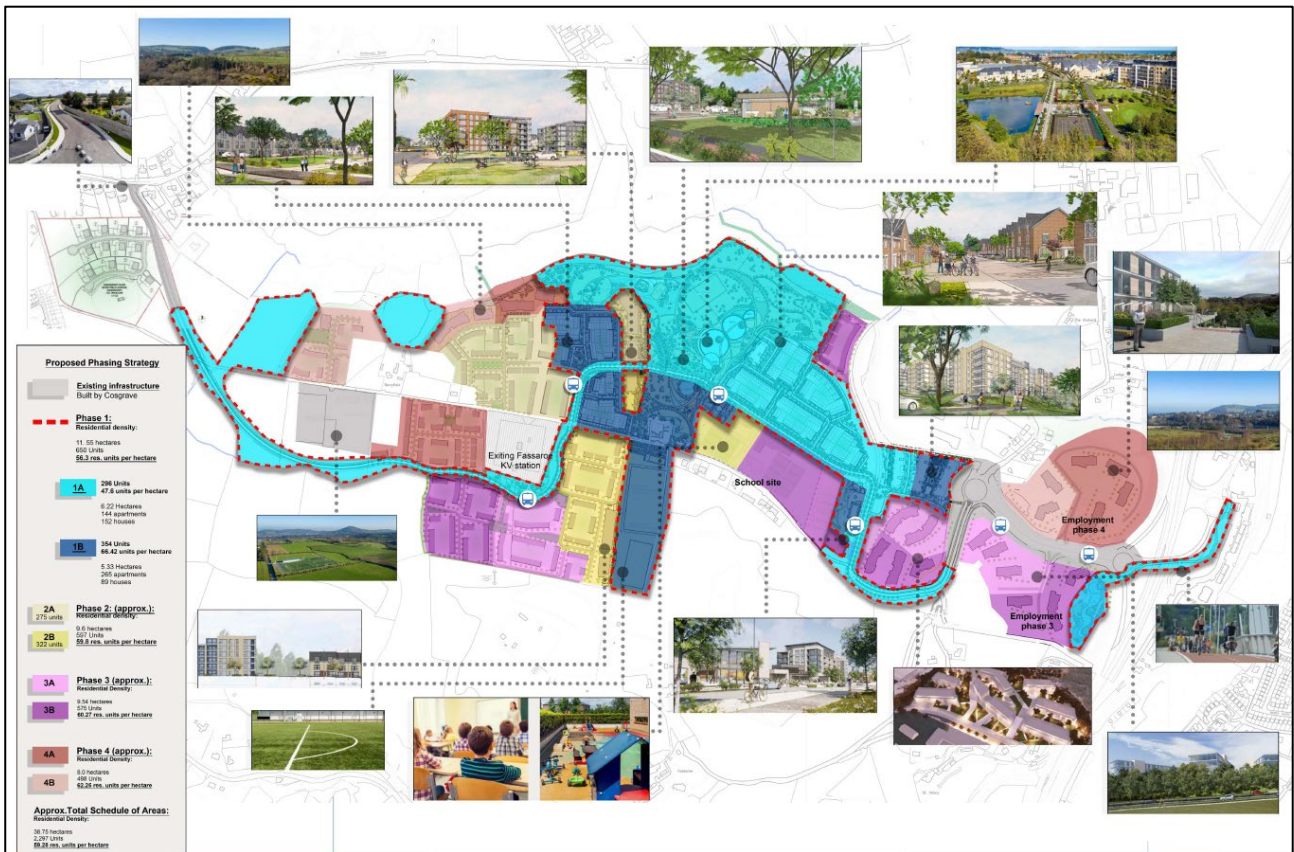 Proposed Phasing Strategy
Existing infrastructure
Built by Cosgrave
Phase 1:
Residential density:
11.55 hectares
650 Units
56.3 res. units per hectare
1A
296 Units
47.6 units per hectare
6.22 Hectares
144 apartments
152 houses
1B
354 Units
66.42 units per hectare
5.33 Hectares
265 apartments
89 houses
2A
275 units
2B
322 units
Phase 2: (approx.):
Residential density:
597 Units
59.8 res. units per hectare
3A
3B
Phase 3 (approx.):
Residential Density:
9.54 hectares
575 Units
60.27 res. units per hectare
4A
4B
Phase 4 (approx.):
Residential Density:
8.0 hectares
498 Units
62.25 res. units per hectare
Approx.Total Schedule of Areas:
Residential Density:
38.75 hectares
2,297 Units
59.28 res. units per hectare
Exiting Fassaroe
KV station
School site
Employment
phase 4
Employment
phase 3